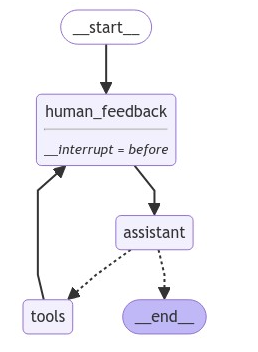 __start__
human_feedback
__interrupt = before
assistant
tools
__end__